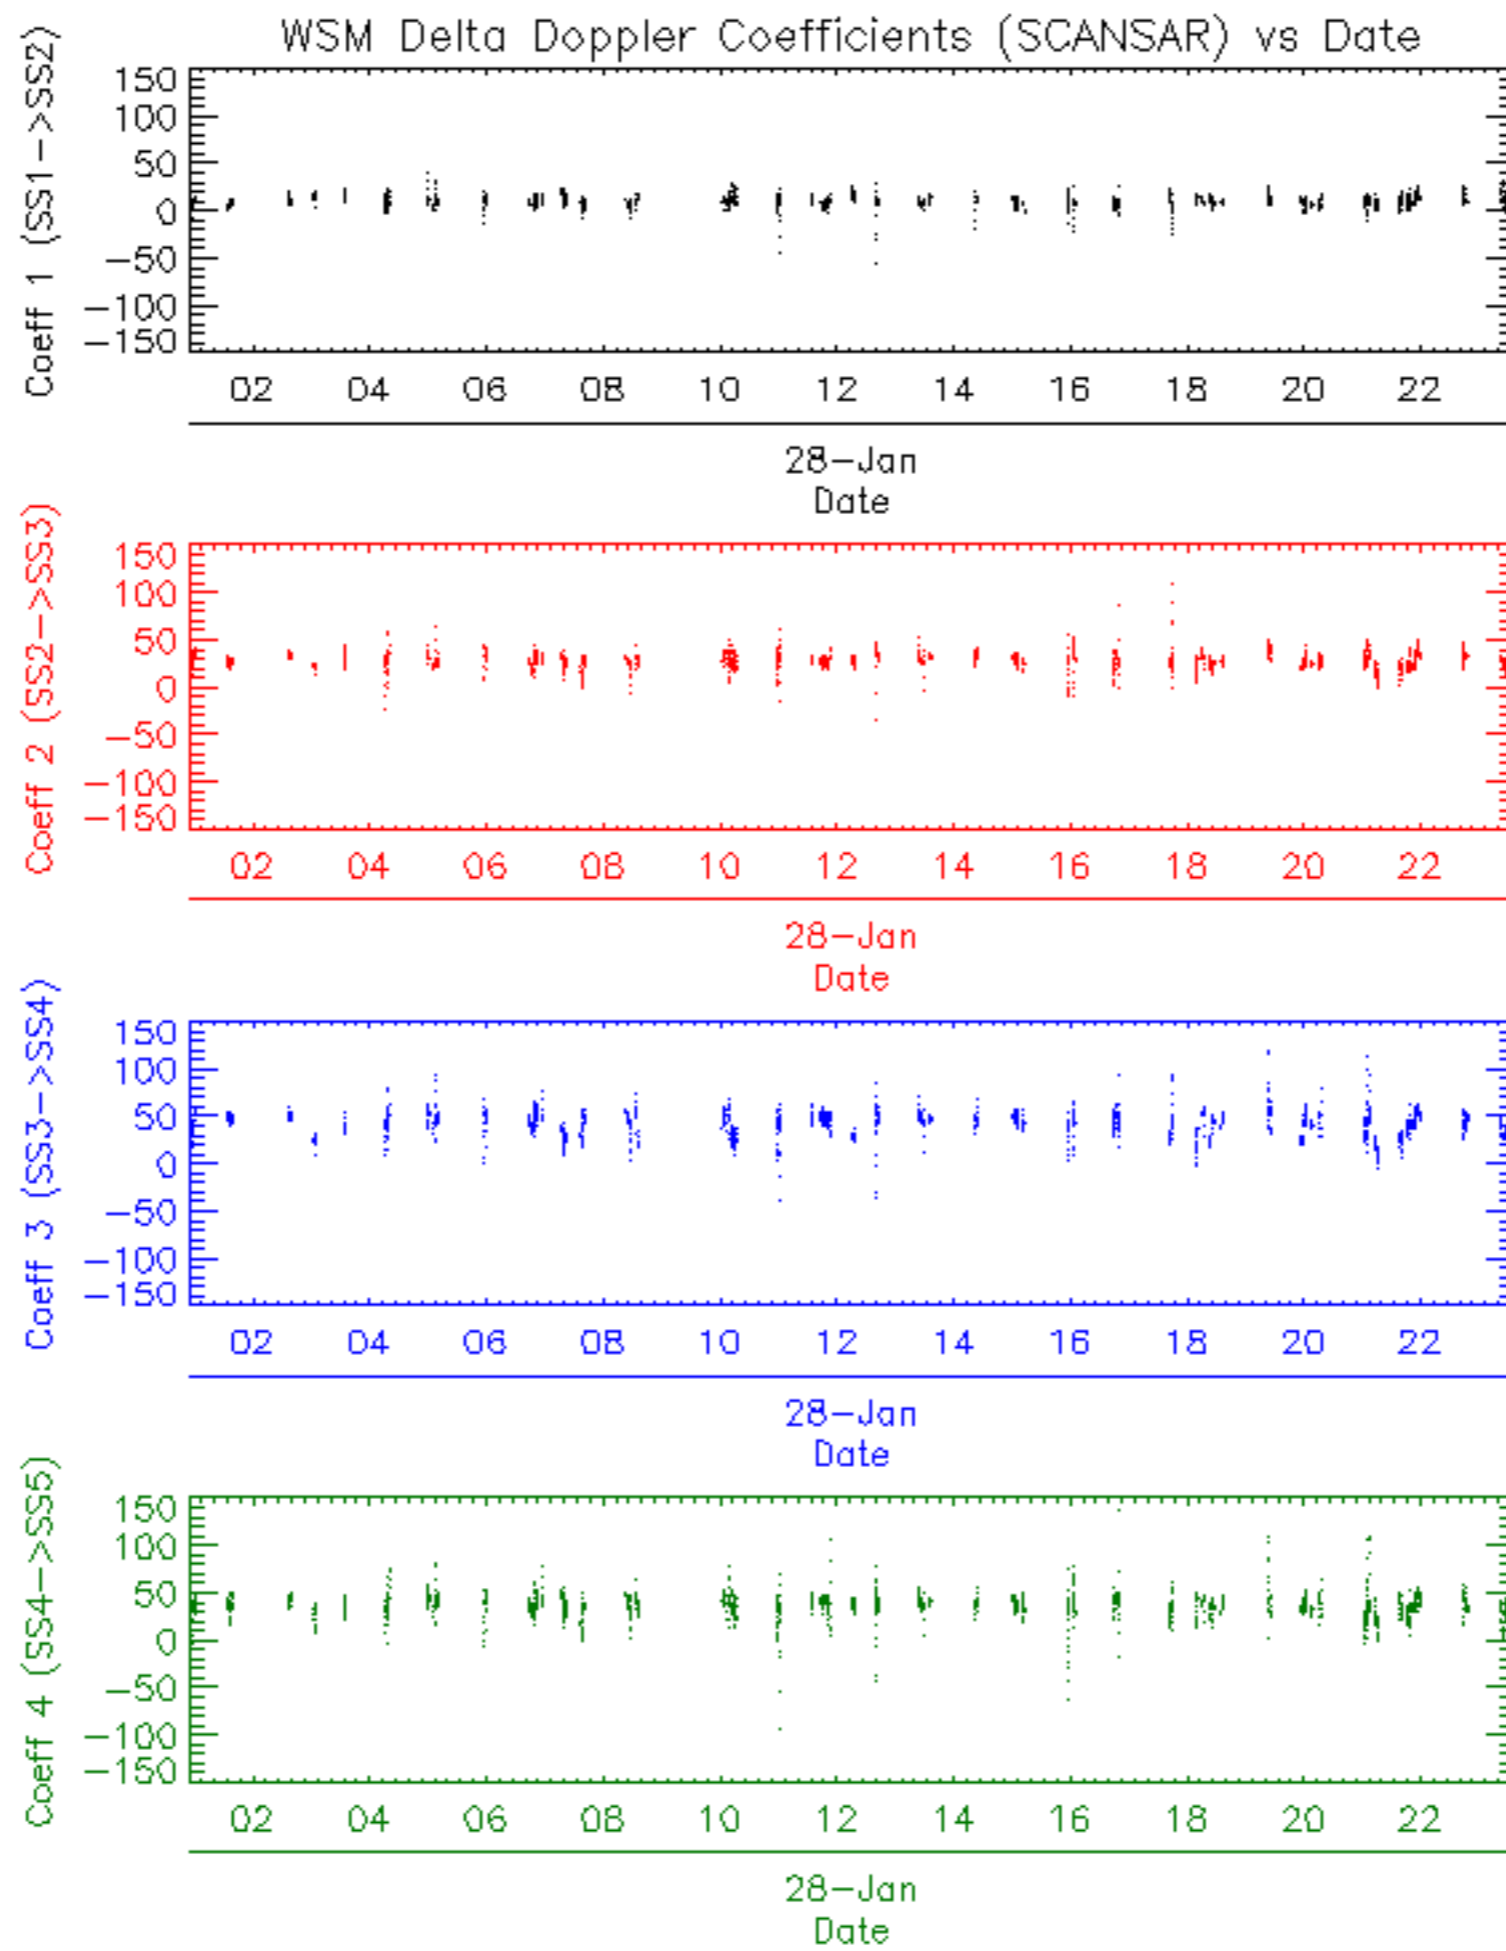 WSM Delta Doppler Coefficients (SCANSAR) vs Date
Coeff 1 (SS1->SS2)
150
100
50
0
-50
-100
-150
02 04 06 08 10 12 14 16 18 20 22
28-Jan
Date
Coeff 2 (SS2->SS3)
150
100
50
0
-50
-100
-150
02 04 06 08 10 12 14 16 18 20 22
28-Jan
Date
Coeff 3 (SS3->SS4)
150
100
50
0
-50
-100
-150
02 04 06 08 10 12 14 16 18 20 22
28-Jan
Date
Coeff 4 (SS4->SS5)
150
100
50
0
-50
-100
-150
02 04 06 08 10 12 14 16 18 20 22
28-Jan
Date